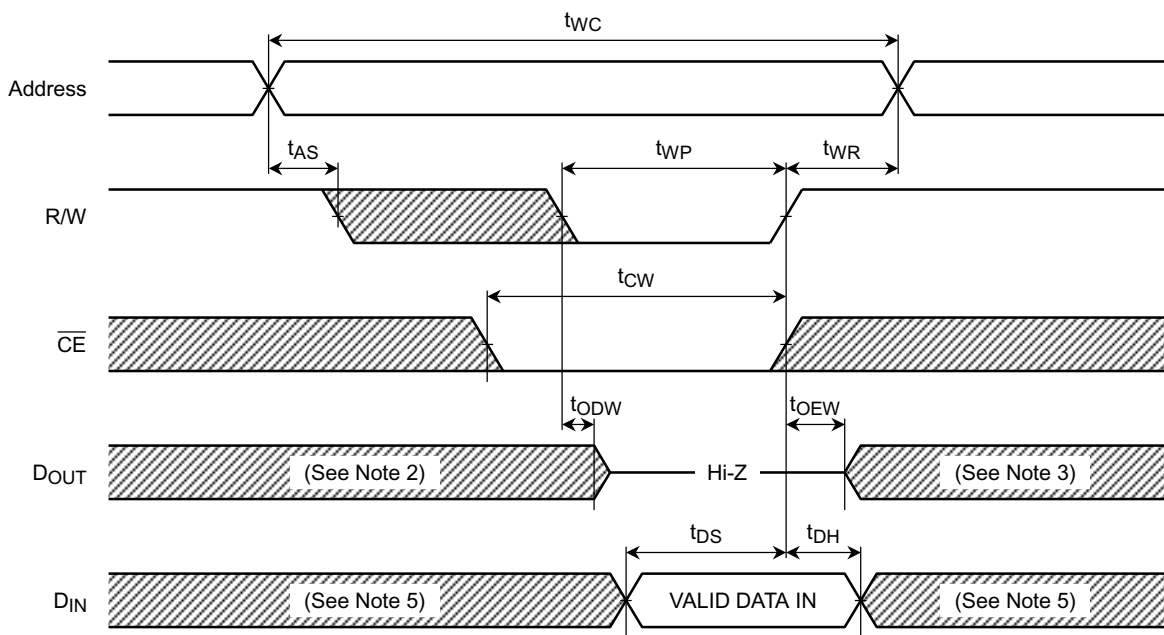 tWC
Address
tAS
tWP
tWR
R/W
tCW
CE
tODW
tOEW
DOUT
(See Note 2)
Hi-Z
(See Note 3)
tDS
tDH
DIN
(See Note 5)
VALID DATA IN
(See Note 5)